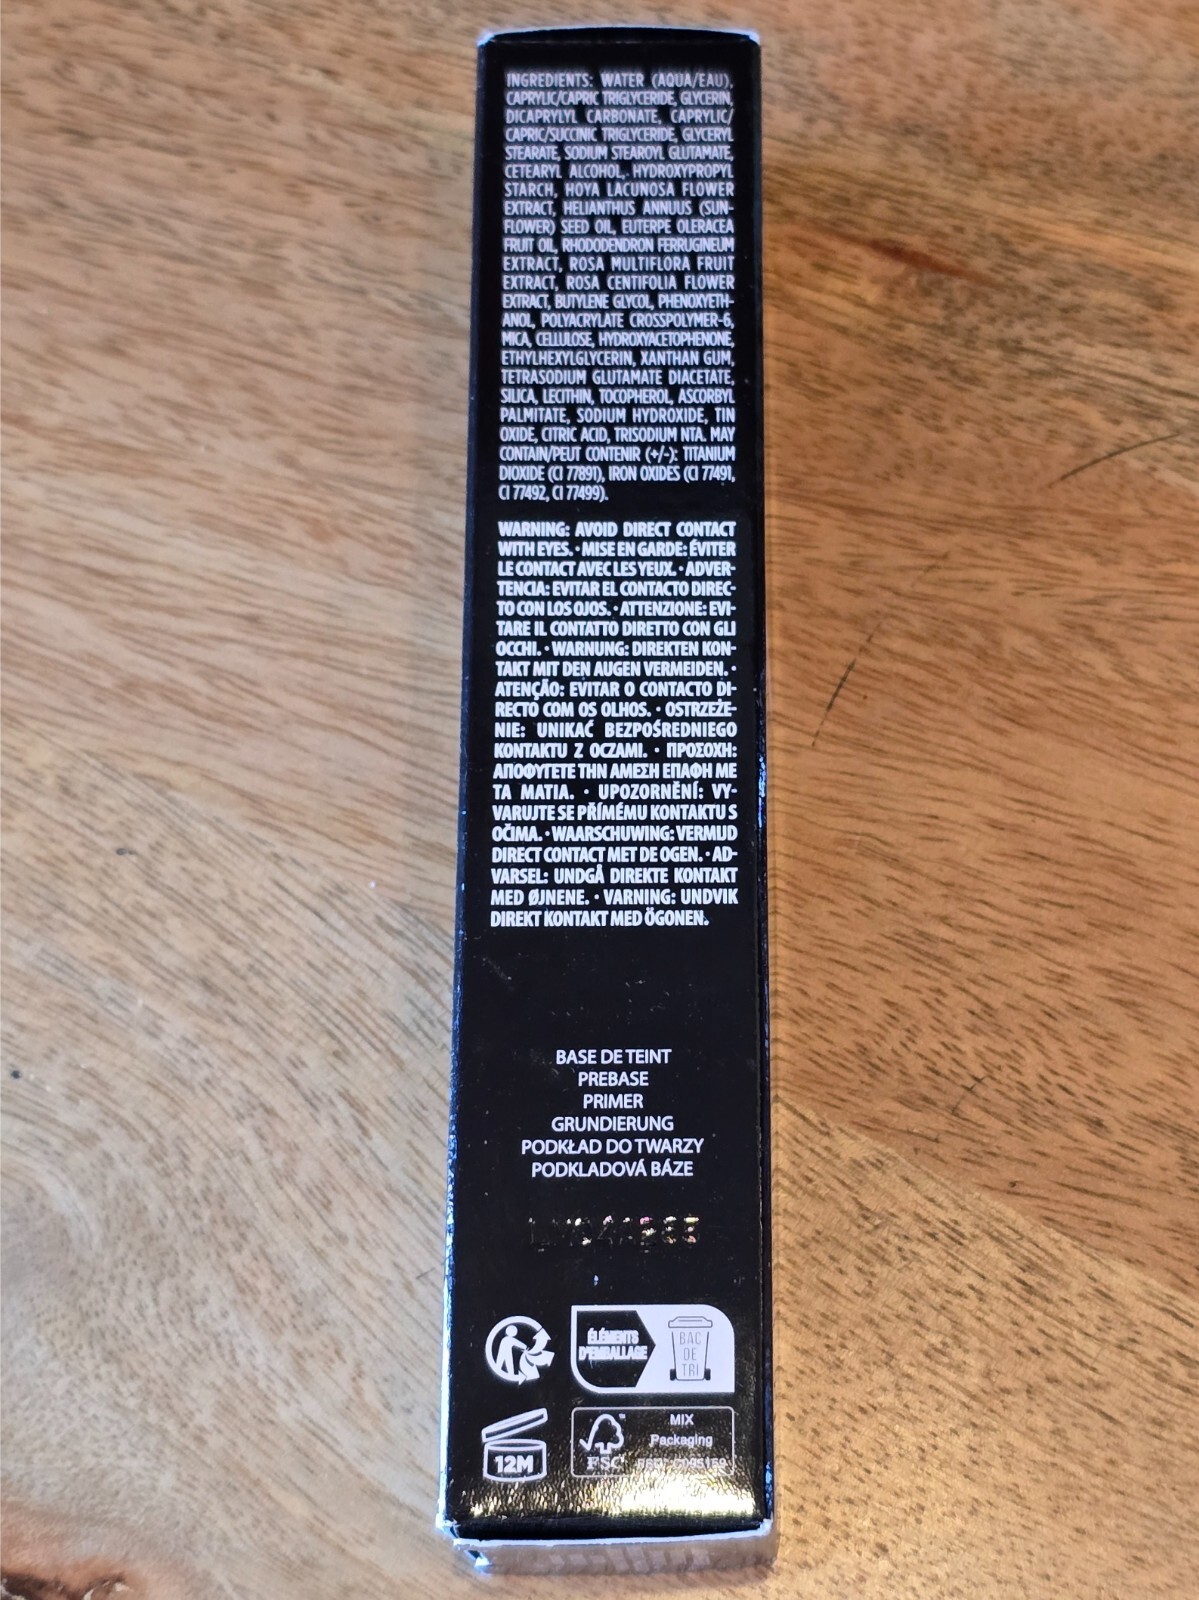 INGREDIENTS: WATER (AQUA/EAU),
CAPRYLIC/CAPRIC TRIGLYCERIDE, GLYCERIN,
DICAPRYLYL CARBONATE, CAPRYLIC/
CAPRIC/SUCCINIC TRIGLYCERIDE, GLYCERYL
STEARATE, SODIUM STEAROYL GLUTAMATE,
CETEARYL ALCOHOL, HYDROXYPROPYL
STARCH, HOYA LACUNOSA FLOWER
EXTRACT, HELIANTHUS ANNUUS (SUN-
FLOWER) SEED OIL, EUTERPE OLERACEA
FRUIT OIL, RHODODENDRON FERRUGINEUM
EXTRACT, ROSA MULTIFLORA FRUIT
EXTRACT, ROSA CENTIFOLIA FLOWER
EXTRACT, BUTYLENE GLYCOL, PHENOXYETH-
ANOL, POLYACRYLATE CROSSPOLYMER-6,
MICA, CELLULOSE, HYDROXYACETOPHENONE,
ETHYLHEXYLGLYCERIN, XANTHAN GUM,
TETRASODIUM GLUTAMATE DIACETATE,
SILICA, LECITHIN, TOCOPHEROL, ASCORBYL
PALMITATE, SODIUM HYDROXIDE, TIN
OXIDE, CITRIC ACID, TRISODIUM NTA. MAY
CONTAIN/PEUT CONTENIR (+/-): TITANIUM
DIOXIDE (CI 77891), IRON OXIDES (CI 77491,
CI 77492, CI 77499).
WARNING: AVOID DIRECT CONTACT
WITH EYES. • MISE EN GARDE: ÉVITER
LE CONTACT AVEC LES YEUX. • ADVER-
TENCIA: EVITAR EL CONTACTO DIREC-
TO CON LOS OJOS. • ATTENZIONE: EVI-
TARE IL CONTATTO DIRETTO CON GLI
OCCHI. • WARNUNG: DIREKTEN KON-
TAKT MIT DEN AUGEN VERMEIDEN. •
ATENÇÃO: EVITAR O CONTACTO DI-
RECTO COM OS OLHOS. • OSTRZEŻE-
NIE: UNIKAĆ BEZPOŚREDNIEGO
KONTAKTU Z OCZAMI. • ΠΡΟΣΟΧΗ:
ΑΠΟΦΥΓΕΤΕ ΤΗΝ ΑΜΕΣΗ ΕΠΑΦΗ ΜΕ
ΤΑ ΜΑΤΙΑ. • UPOZORNĚNÍ: VY-
VARUJTE SE PŘÍMÉMU KONTAKTU S
OČIMA. • WAARSCHUWING: VERMIJD
DIRECT CONTACT MET DE OGEN. • AD-
VARSEL: UNDGÅ DIREKTE KONTAKT
MED ØJNENE. • VARNING: UNDVIK
DIREKT KONTAKT MED ÖGONEN.
BASE DE TEINT
PREBASE
PRIMER
GRUNDIERUNG
PODKŁAD DO TWARZY
PODKLADOVÁ BÁZE
ÉLÉMENTS
D'EMBALLAGE
BAC
DE
TRI
12M
FSC
MIX
Packaging